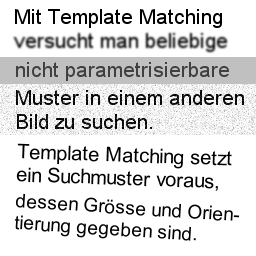 Mit Template Matching
versucht man beliebige
nicht parametrisierbare
Muster in einem anderen
Bild zu suchen.
Template Matching setzt
ein Suchmuster voraus,
dessen Grösse und Orien-
tierung gegeben sind.